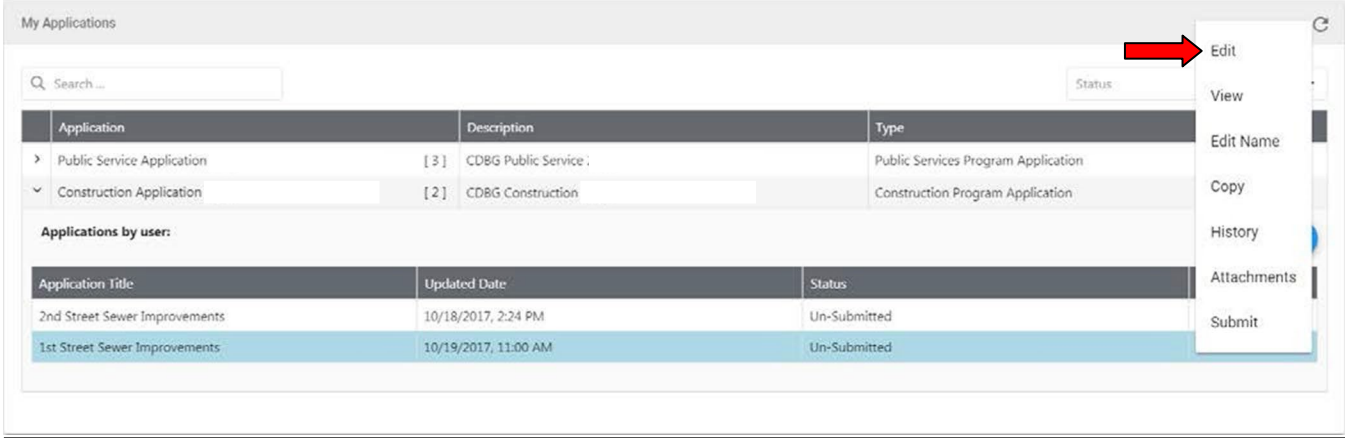 My Applications
Search ...
Status
Application Description Type
Public Service Application [ 3 ] CDBG Public Service Public Services Program Application
Construction Application [ 2 ] CDBG Construction Construction Program Application
Applications by user:
Application Title Updated Date Status
2nd Street Sewer Improvements 10/18/2017, 2:24 PM Un-Submitted
1st Street Sewer Improvements 10/19/2017, 11:00 AM Un-Submitted
Edit
View
Edit Name
Copy
History
Attachments
Submit